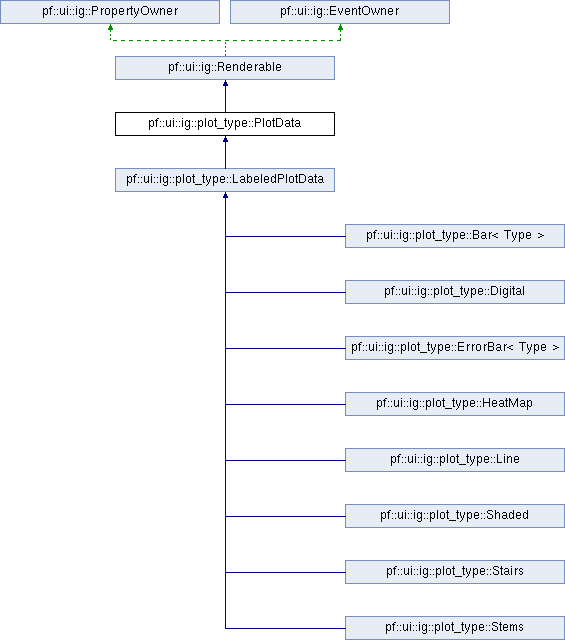 pf::ui::ig::PropertyOwner
pf::ui::ig::EventOwner
pf::ui::ig::Renderable
pf::ui::ig::plot_type::PlotData
pf::ui::ig::plot_type::LabeledPlotData
pf::ui::ig::plot_type::Bar< Type >
pf::ui::ig::plot_type::Digital
pf::ui::ig::plot_type::ErrorBar< Type >
pf::ui::ig::plot_type::HeatMap
pf::ui::ig::plot_type::Line
pf::ui::ig::plot_type::Shaded
pf::ui::ig::plot_type::Stairs
pf::ui::ig::plot_type::Stems